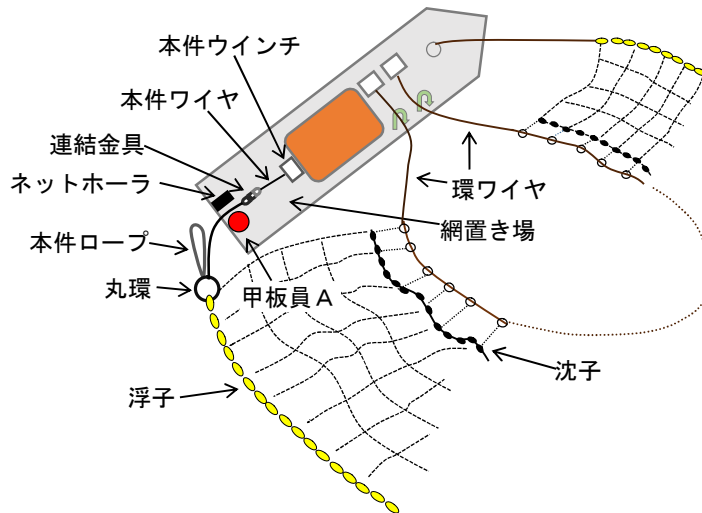 本件ウインチ
本件ワイヤ
連結金具
ネットホーラ
本件ロープ
丸環
甲板員A
環ワイヤ
網置き場
沈子
浮子